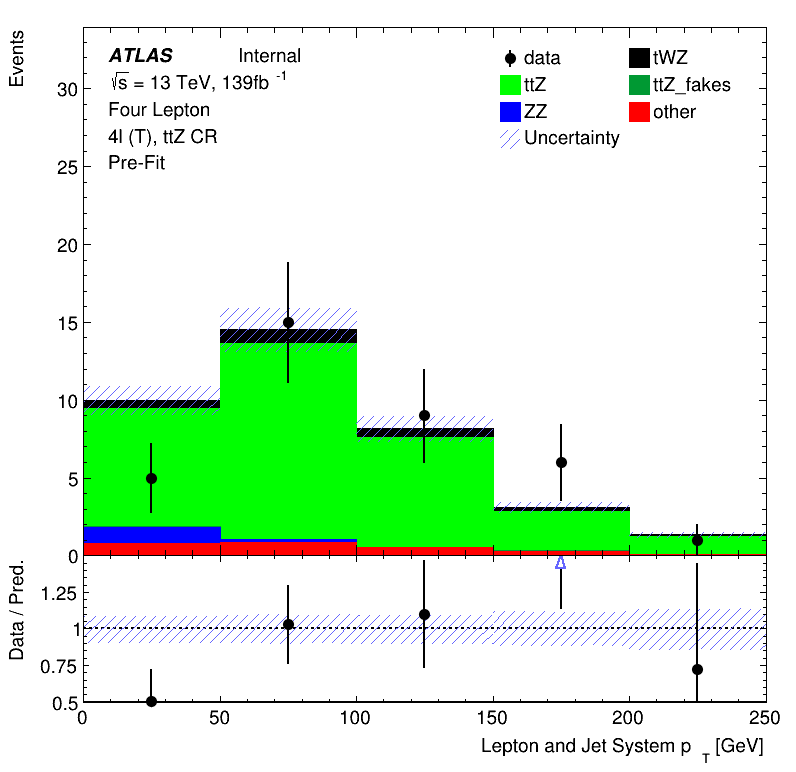 Events
ATLAS Internal
√s = 13 TeV, 139fb -1
Four Lepton
4l (T), ttZ CR
Pre-Fit
data
tWZ
ttZ
ttZ_fakes
ZZ
other
Uncertainty
30
25
20
15
10
5
0
Data / Pred.
1.25
1
0.75
0.5
0 50 100 150 200 250
Lepton and Jet System p T [GeV]